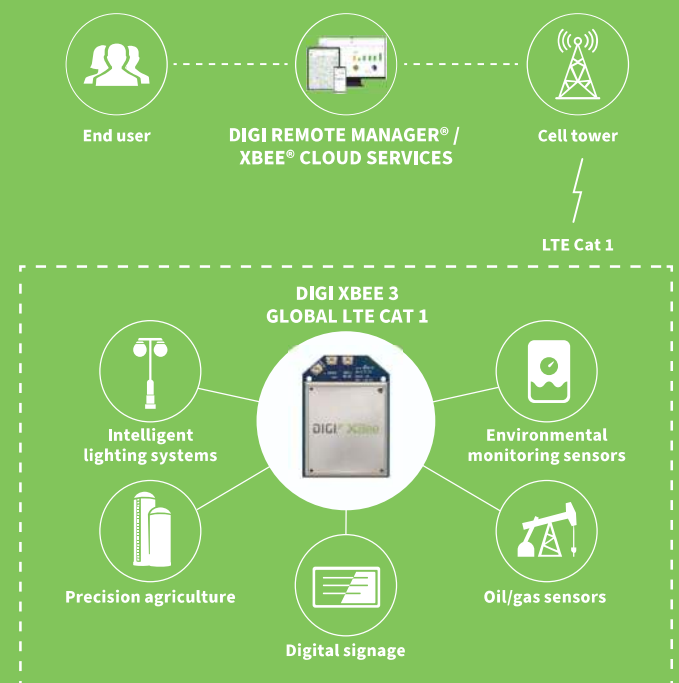 End user
DIGI REMOTE MANAGER® /
XBEE® CLOUD SERVICES
Cell tower
LTE Cat 1
DIGI XBEE 3
GLOBAL LTE CAT 1
DIGI® XBee
Intelligent
lighting systems
Environmental
monitoring sensors
Precision agriculture
Oil/gas sensors
Digital signage